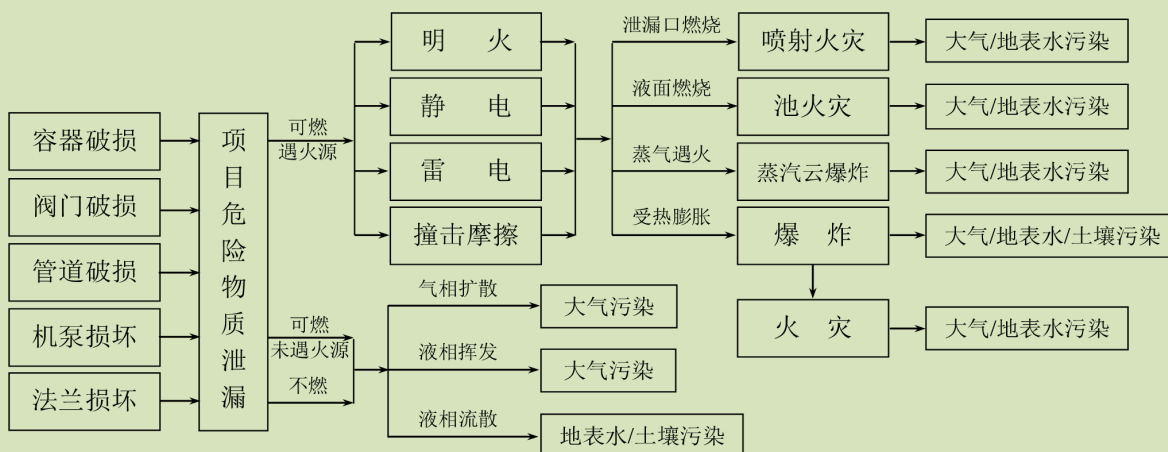 容器破损
阀门破损
管道破损
机泵损坏
法兰损坏
项目危险物质泄漏
可燃
遇火源
可燃
未遇火源
不燃
明 火
静 电
雷 电
撞击摩擦
泄漏口燃烧
液面燃烧
蒸气遇火
受热膨胀
喷射火灾
池火灾
蒸汽云爆炸
爆 炸
火 灾
大气/地表水污染
大气/地表水污染
大气/地表水污染
大气/地表水/土壤污染
大气/地表水污染
气相扩散
液相挥发
液相流散
大气污染
大气污染
地表水/土壤污染